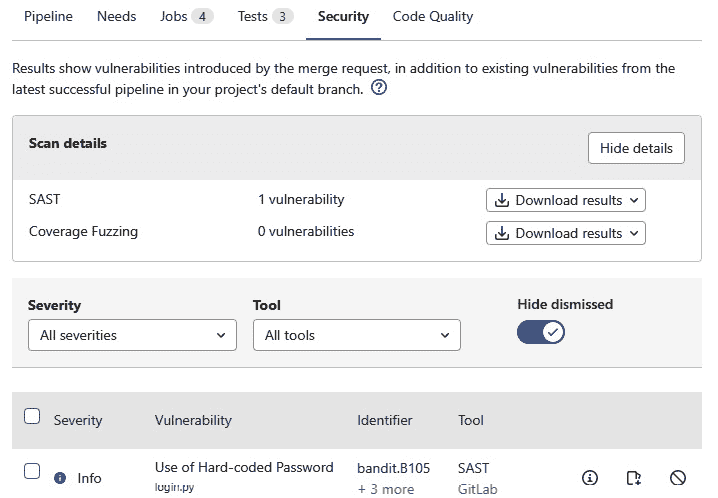 Pipeline Needs Jobs 4 Tests 3 Security Code Quality
Results show vulnerabilities introduced by the merge request, in addition to existing vulnerabilities from the
latest successful pipeline in your project's default branch.
Scan details Hide details
SAST 1 vulnerability Download results
Coverage Fuzzing 0 vulnerabilities Download results
Severity Tool Hide dismissed
All severities All tools
Severity Vulnerability Identifier Tool
Info Use of Hard-coded Password bandit.B105 SAST
login.py + 3 more GitLab